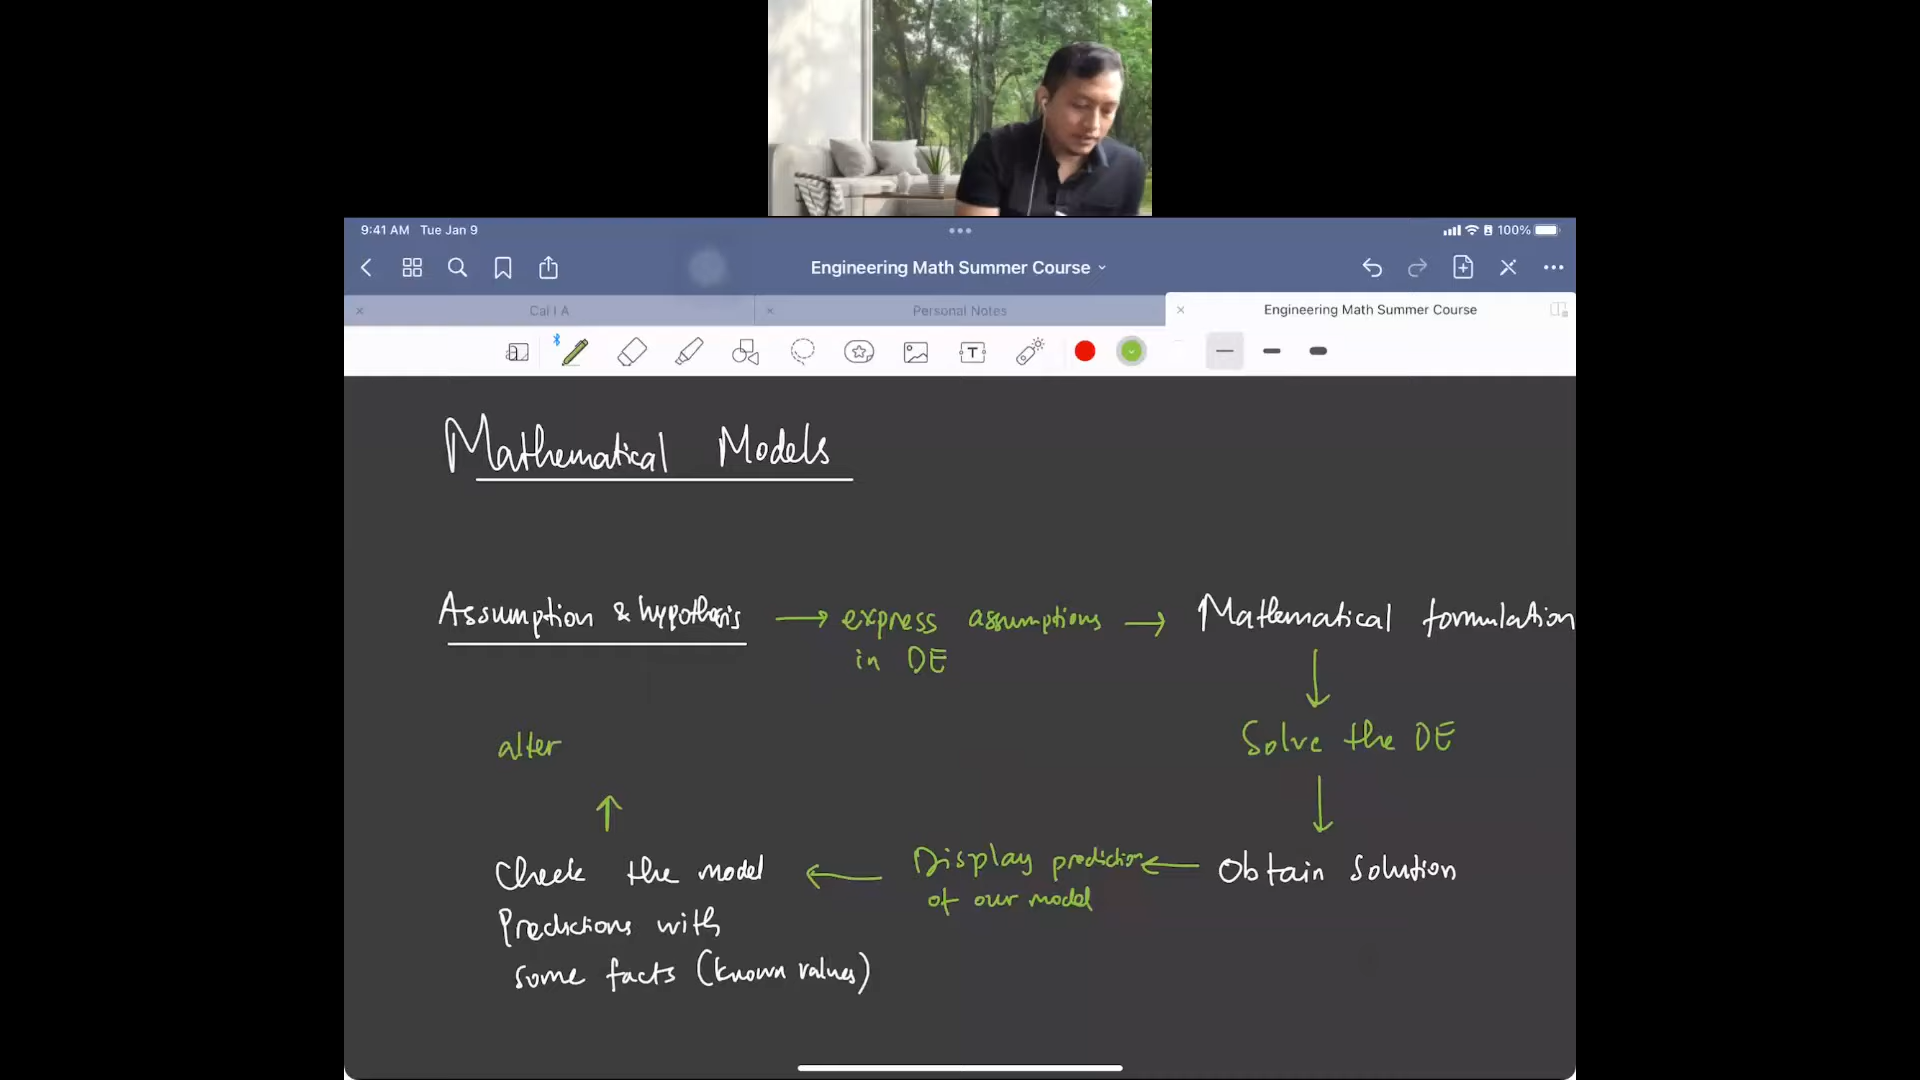 9:41 AM Tue Jan 9
100%
Engineering Math Summer Course
Cal I A
Personal Notes
Engineering Math Summer Course
T
Mathematical Models
Assumption & hypothesis → express assumptions → Mathematical formulation
in DE
Solve the DE
alter
Check the model ← Display prediction ← Obtain solution
of our model
Predictions with
some facts (known values)